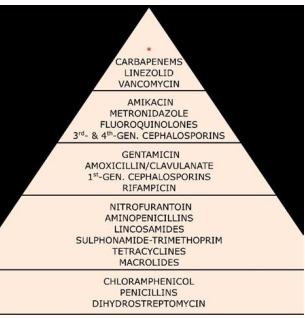 CARBAPENEMS
LINEZOLID
VANCOMYCIN
AMIKACIN
METRONIDAZOLE
FLUOROQUINOLONES
3rd- & 4th-GEN. CEPHALOSPORINS
GENTAMICIN
AMOXICILLIN/CLAVULANATE
1st-GEN. CEPHALOSPORINS
RIFAMPICIN
NITROFURANTOIN
AMINOPENICILLINS
LINCOSAMIDES
SULPHONAMIDE-TRIMETHOPRIM
TETRACYCLINES
MACROLIDES
CHLORAMPHENICOL
PENICILLINS
DIHYDROSTREPTOMYCIN